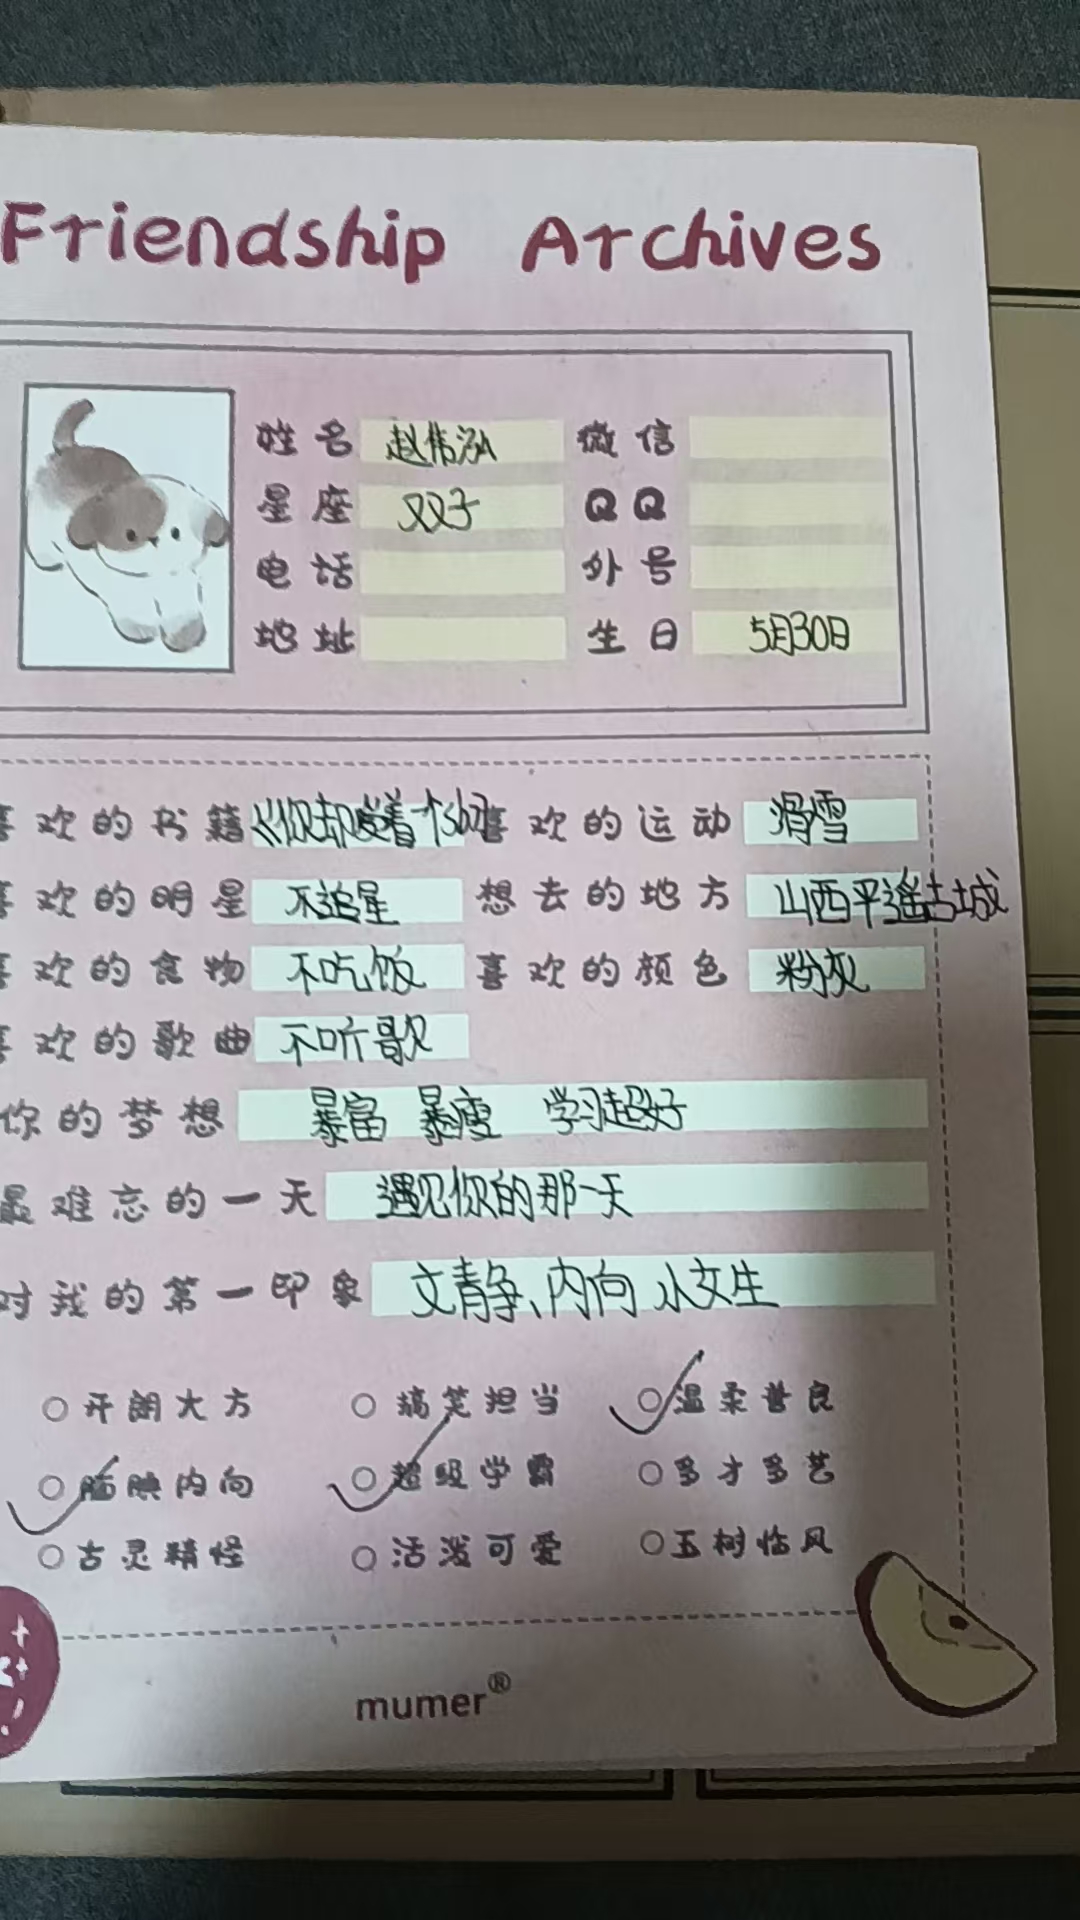 Friendship Archives
姓名 赵伟泓 微信
星座 双子 QQ
电话 外号
地址 生日 5月30日
喜欢的书籍 《你却爱着一个 喜欢的运动 滑雪
喜欢的明星 不追星 想去的地方 山西平遥古城
喜欢的食物 不吃饭 喜欢的颜色 粉灰
喜欢的歌曲 不听歌
你的梦想 暴富 暴瘦 学习超好
最难忘的一天 遇见你的那一天
对我的第一印象 文静、内向 小女生
开朗大方 搞笑担当 温柔善良
腼腆内向 超级学霸 多才多艺
古灵精怪 活泼可爱 玉树临风
mumer®